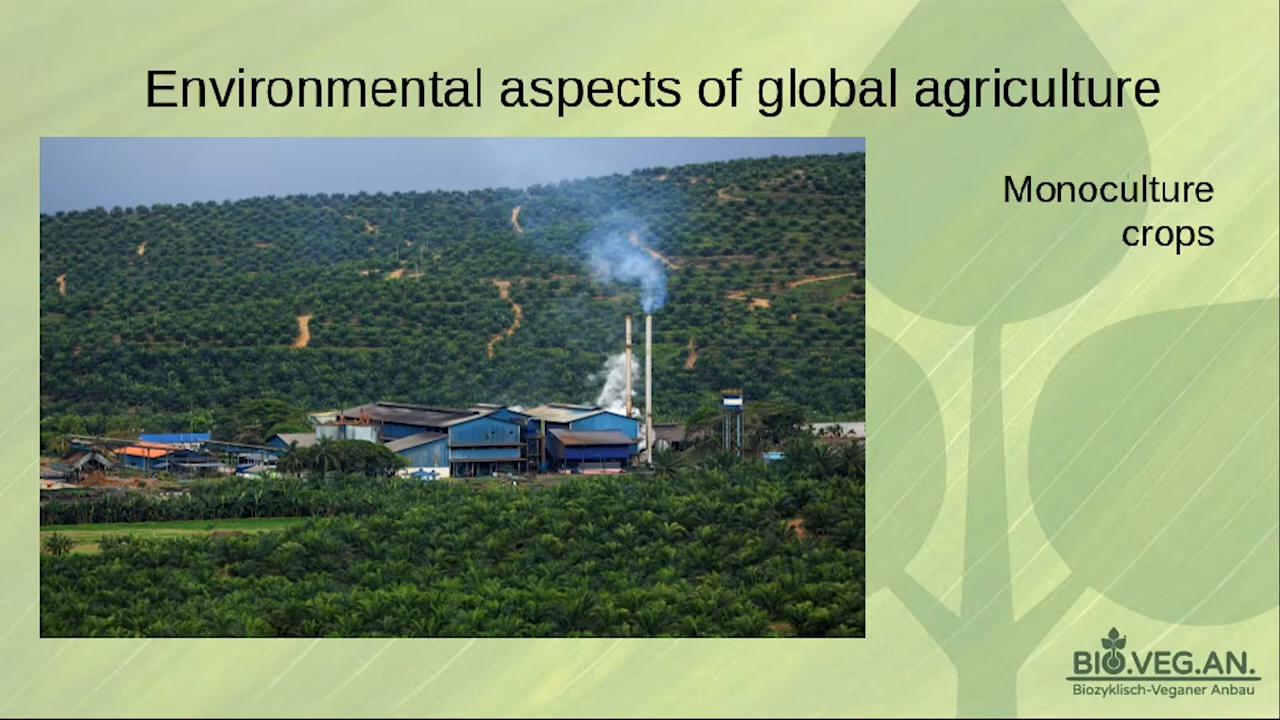 Environmental aspects of global agriculture
Monoculture
crops
BIO.VEG.AN.
Biozyklisch-Veganer Anbau